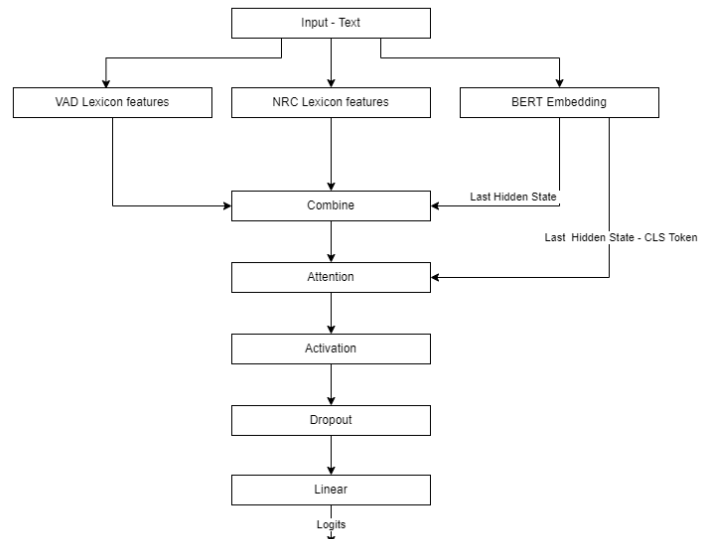 Input - Text
VAD Lexicon features
NRC Lexicon features
BERT Embedding
Last Hidden State
Combine
Last Hidden State - CLS Token
Attention
Activation
Dropout
Linear
Logits